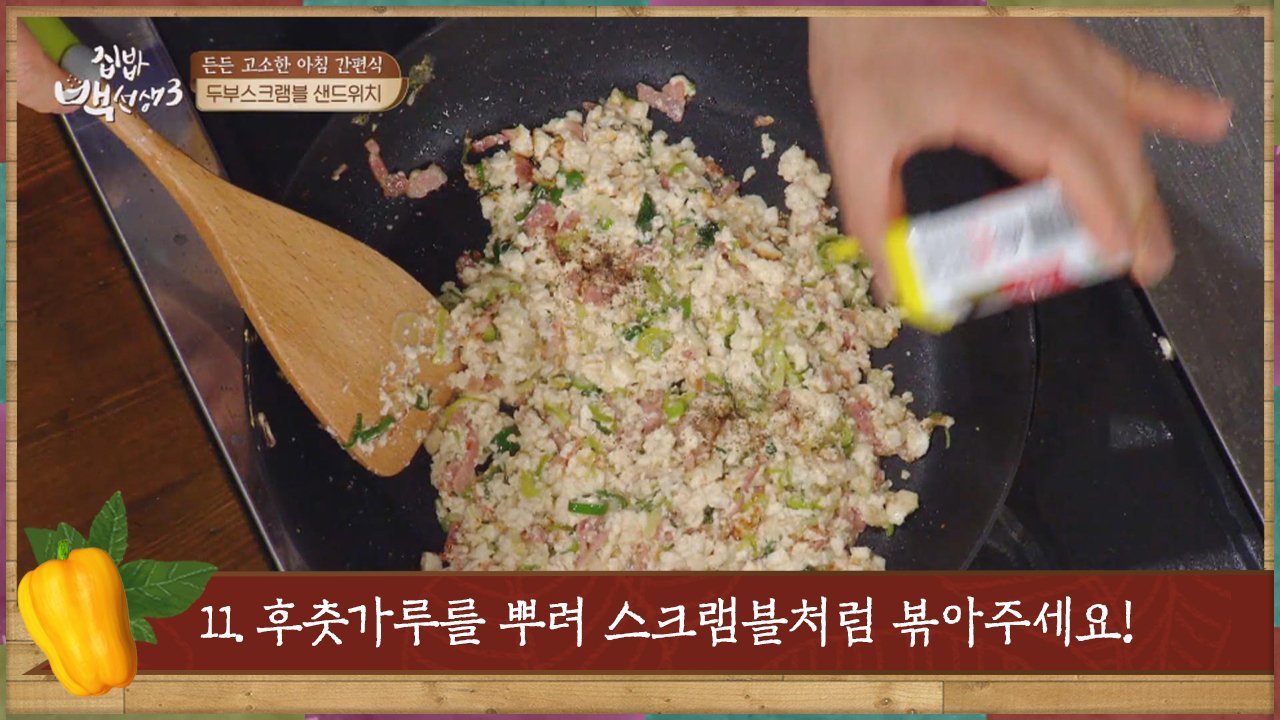 집밥
백선생3
든든 고소한 아침 간편식
두부스크램블 샌드위치
11. 후춧가루를 뿌려 스크램블처럼 볶아주세요!